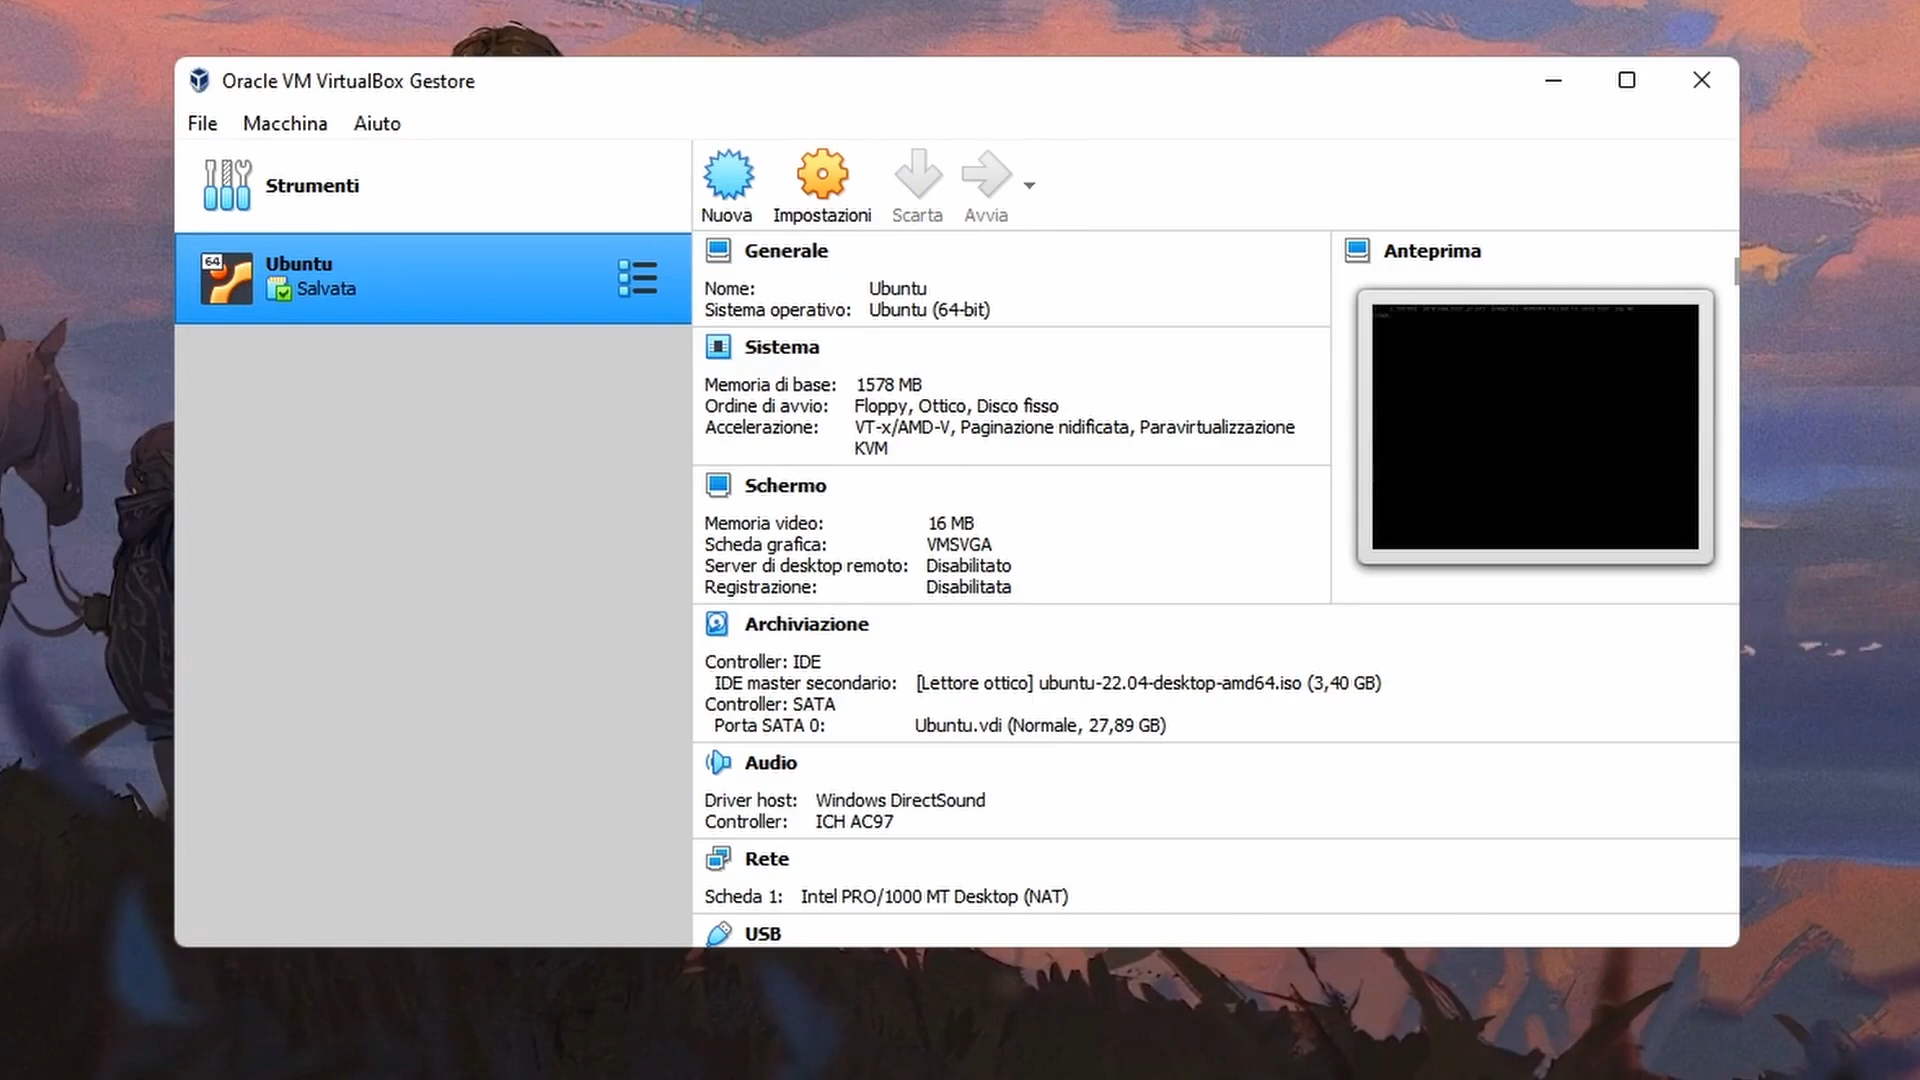 Oracle VM VirtualBox Gestore
File Macchina Aiuto
Strumenti
64
Ubuntu
Salvata
Nuova Impostazioni Scarta Avvia
Generale
Nome: Ubuntu
Sistema operativo: Ubuntu (64-bit)
Sistema
Memoria di base: 1578 MB
Ordine di avvio: Floppy, Ottico, Disco fisso
Accelerazione: VT-x/AMD-V, Paginazione nidificata, Paravirtualizzazione
KVM
Schermo
Memoria video: 16 MB
Scheda grafica: VMSVGA
Server di desktop remoto: Disabilitato
Registrazione: Disabilitata
Anteprima
Archiviazione
Controller: IDE
IDE master secondario: [Lettore ottico] ubuntu-22.04-desktop-amd64.iso (3,40 GB)
Controller: SATA
Porta SATA 0: Ubuntu.vdi (Normale, 27,89 GB)
Audio
Driver host: Windows DirectSound
Controller: ICH AC97
Rete
Scheda 1: Intel PRO/1000 MT Desktop (NAT)
USB